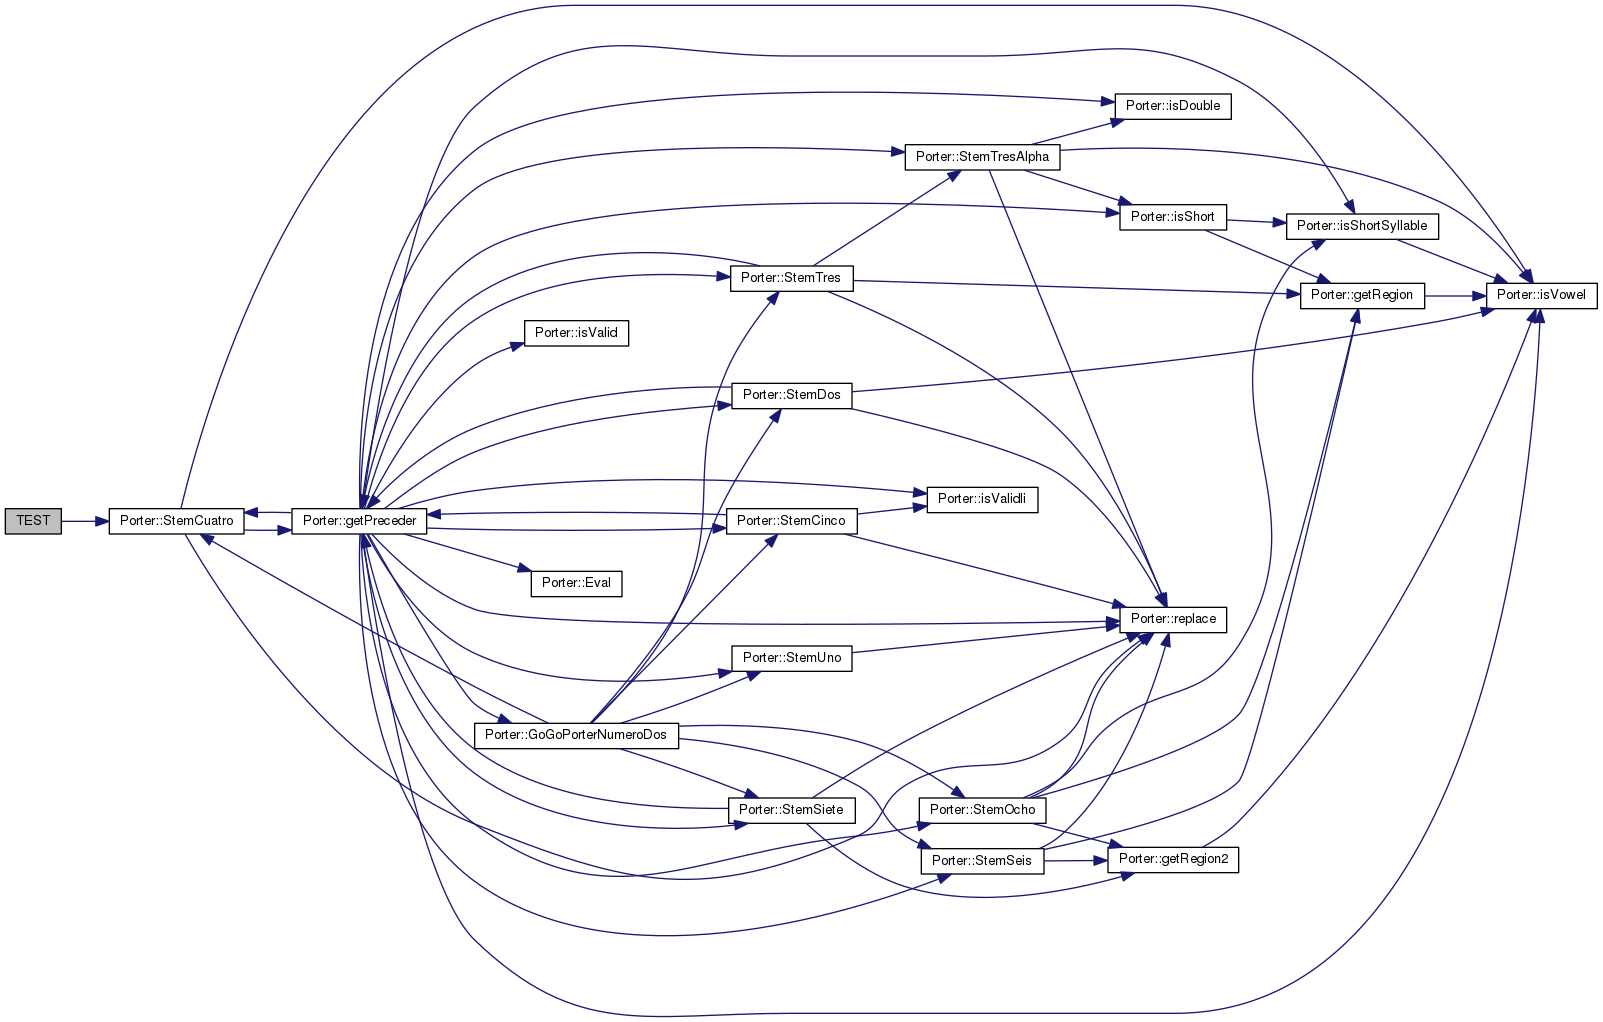 Porter::isDouble
Porter::StemTresAlpha
Porter::isShort
Porter::isShortSyllable
Porter::StemTres
Porter::getRegion
Porter::isVowel
Porter::isValid
Porter::StemDos
Porter::isValidli
TEST
Porter::StemCuatro
Porter::getPreceder
Porter::StemCinco
Porter::Eval
Porter::replace
Porter::StemUno
Porter::GoGoPorterNumeroDos
Porter::StemSiete
Porter::StemOcho
Porter::StemSeis
Porter::getRegion2